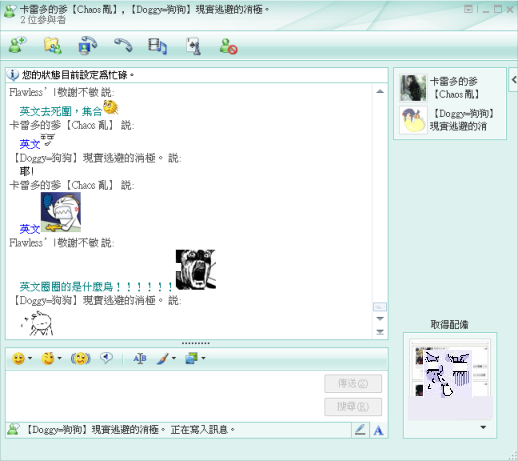 卡雷多的爹【Chaos 亂】, 【Doggy=狗狗】現實逃避的消極。
2 位參與者
您的狀態目前設定為忙碌。
Flawless’|敬謝不敏 說:
英文去死團，集合
卡雷多的爹【Chaos 亂】 說:
英文
【Doggy=狗狗】現實逃避的消極。 說:
耶!
卡雷多的爹【Chaos 亂】 說:
英文
Flawless’|敬謝不敏 說:
英文圈圈的是什麼鳥！！！！！！
【Doggy=狗狗】現實逃避的消極。 說:
傳送(S)
搜尋(R)
【Doggy=狗狗】現實逃避的消極。 正在寫入訊息。
卡雷多的爹
【Chaos 亂】
【Doggy=狗狗】
現實逃避的消
取得配備